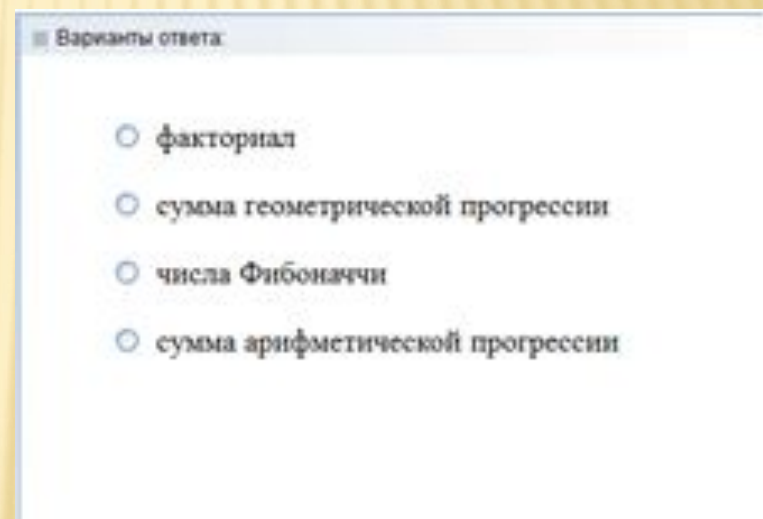 Варианты ответа:
факториал
сумма геометрической прогрессии
числа Фибоначчи
сумма арифметической прогрессии